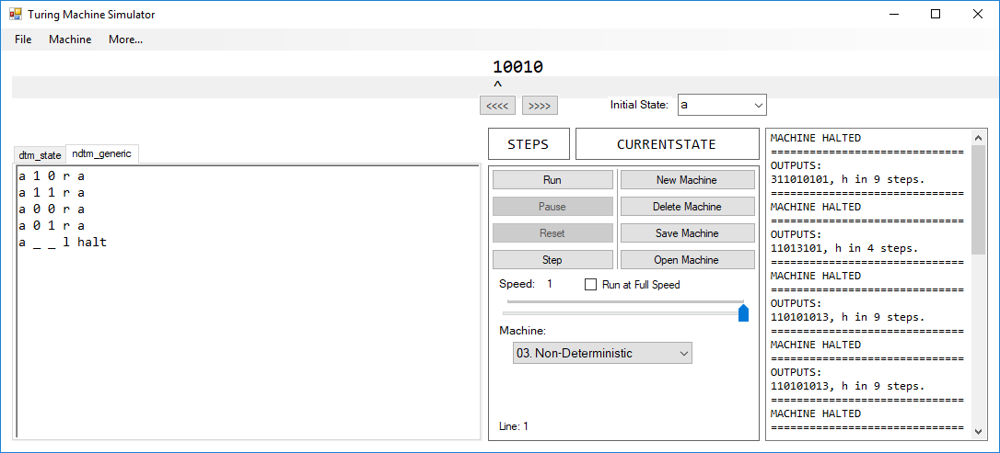 Turing Machine Simulator
File Machine More...
10010
^
<<<< >>>> Initial State: a
dtm_state ndtm_generic
a 1 0 r a
a 1 1 r a
a 0 0 r a
a 0 1 r a
a _ _ l halt
STEPS CURRENTSTATE
Run New Machine
Pause Delete Machine
Reset Save Machine
Step Open Machine
Speed: 1 Run at Full Speed
Machine:
03. Non-Deterministic
Line: 1
MACHINE HALTED
==============================
OUTPUTS:
311010101, h in 9 steps.
==============================
MACHINE HALTED
==============================
OUTPUTS:
11013101, h in 4 steps.
==============================
MACHINE HALTED
==============================
OUTPUTS:
110101013, h in 9 steps.
==============================
MACHINE HALTED
==============================
OUTPUTS:
110101013, h in 9 steps.
==============================
MACHINE HALTED
==============================